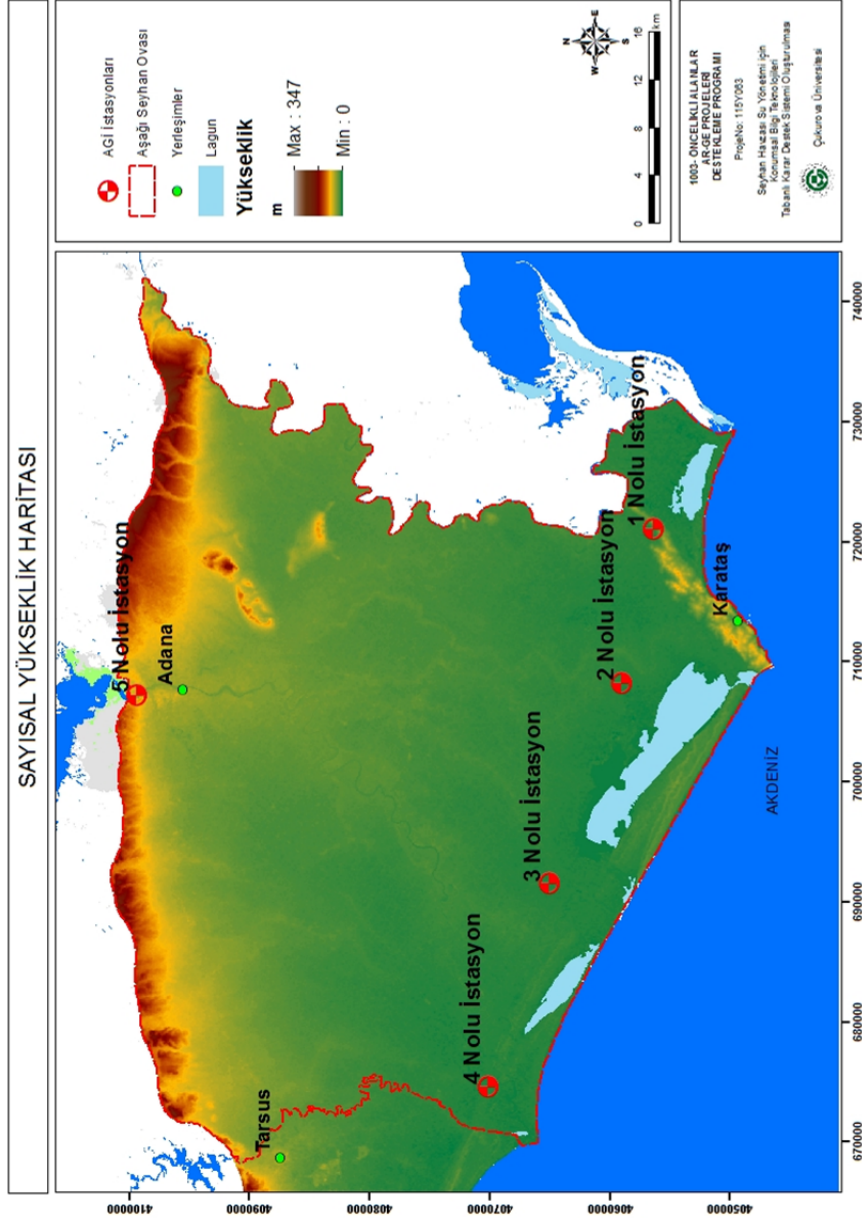 SAYISAL YÜKSEKLİK HARİTASI
5 Nolu İstasyon
Adana
Tarsus
4 Nolu İstasyon
3 Nolu İstasyon
2 Nolu İstasyon
1 Nolu İstasyon
Karataş
AKDENİZ
4100000
4090000
4080000
4070000
4060000
4050000
670000
680000
690000
700000
710000
720000
730000
740000
AGİ İstasyonları
Aşağı Seyhan Ovası
Yerleşimler
Lagun
Yükseklik
m
Max : 347
Min : 0
N
W E
S
0 4 8 12 16
km
1003- ÖNCELİKLİ ALANLAR
AR-GE PROJELERİ
DESTEKLEME PROGRAMI
ProjeNo: 115Y063
Seyhan Havzası Su Yönetimi için
Konumsal Bilgi Teknolojileri
Tabanlı Karar Destek Sistemi Oluşturulması
Çukurova Üniversitesi